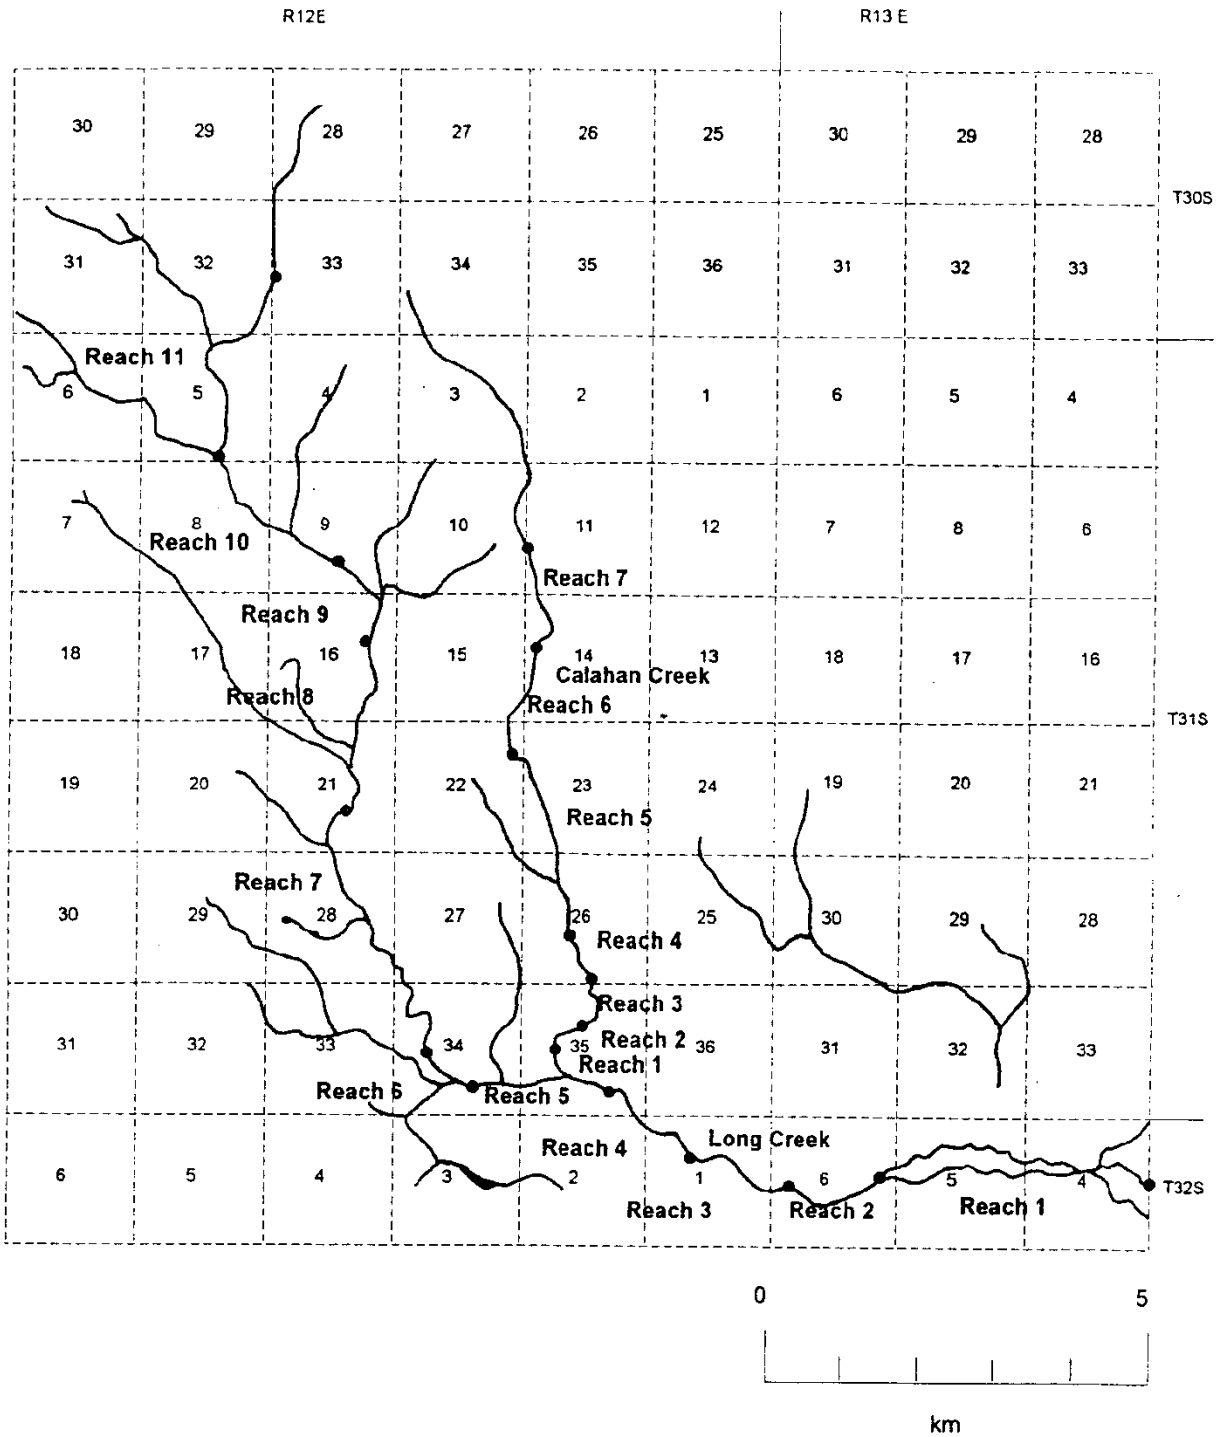 R12E R13 E
30 29 28 27 26 25 30 29 28
T30S
31 32 33 34 35 36 31 32 33
Reach 11
6 5 4 3 2 1 6 5 4
7 8 9 10 11 12 7 8 6
Reach 10
Reach 7
Reach 9
18 17 16 15 14 13 18 17 16
Calahan Creek
Reach 8 Reach 6
T31S
19 20 21 22 23 24 19 20 21
Reach 5
Reach 7
30 29 28 27 26 25 30 29 28
Reach 4
Reach 3
Reach 2
31 32 33 34 35 36 31 32 33
Reach 1
Reach 6 Reach 5
Long Creek
Reach 4
6 5 4 3 2 1 6 5 4 T32S
Reach 3 Reach 2 Reach 1
0 5
km